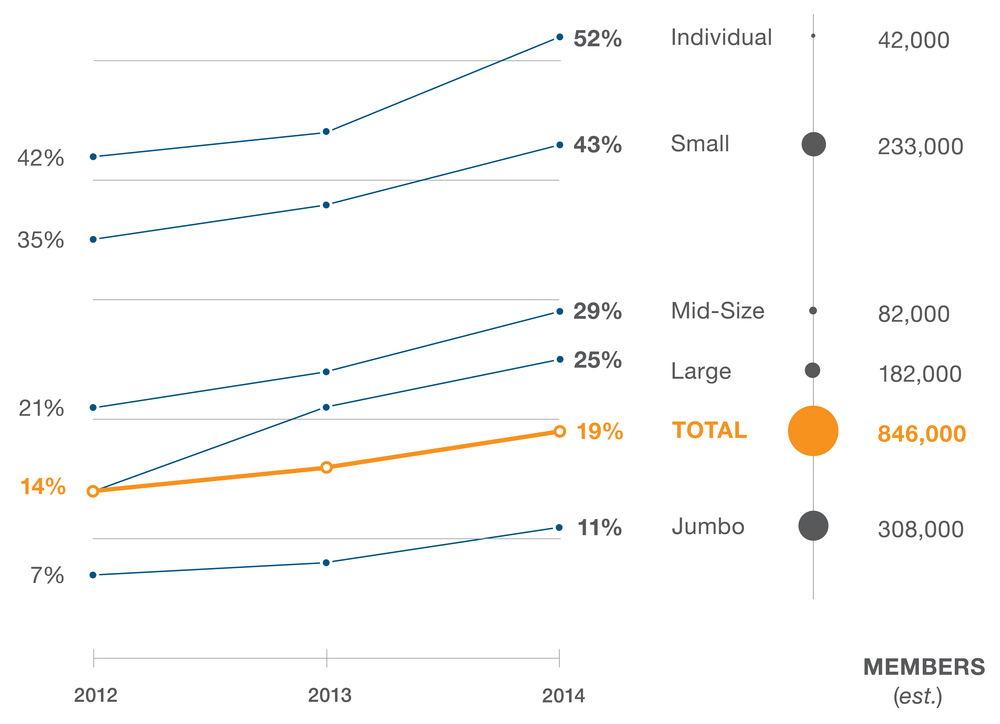 52% Individual 42,000
43% Small 233,000
42%
35%
29% Mid-Size 82,000
25% Large 182,000
21%
19% TOTAL 846,000
14%
11% Jumbo 308,000
7%
2012 2013 2014
MEMBERS
(est.)